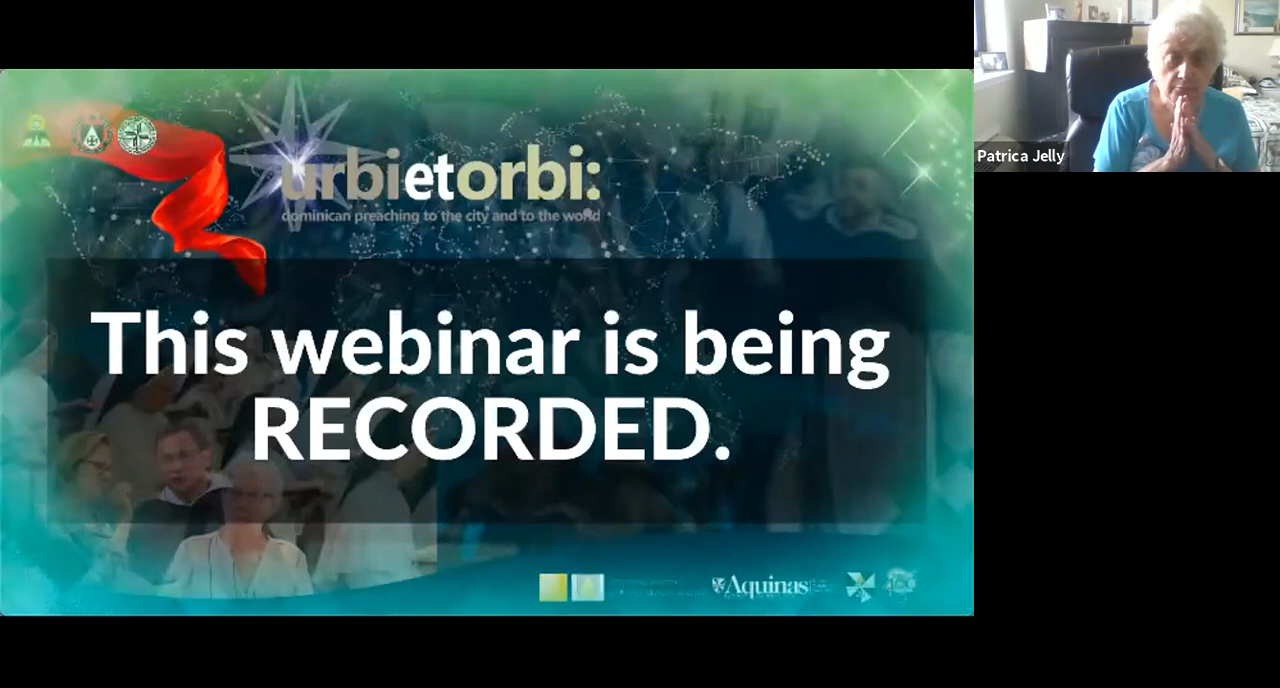 urbietorbi:
dominican preaching to the city and to the world
This webinar is being
RECORDED.
Aquinas
Patrica Jelly